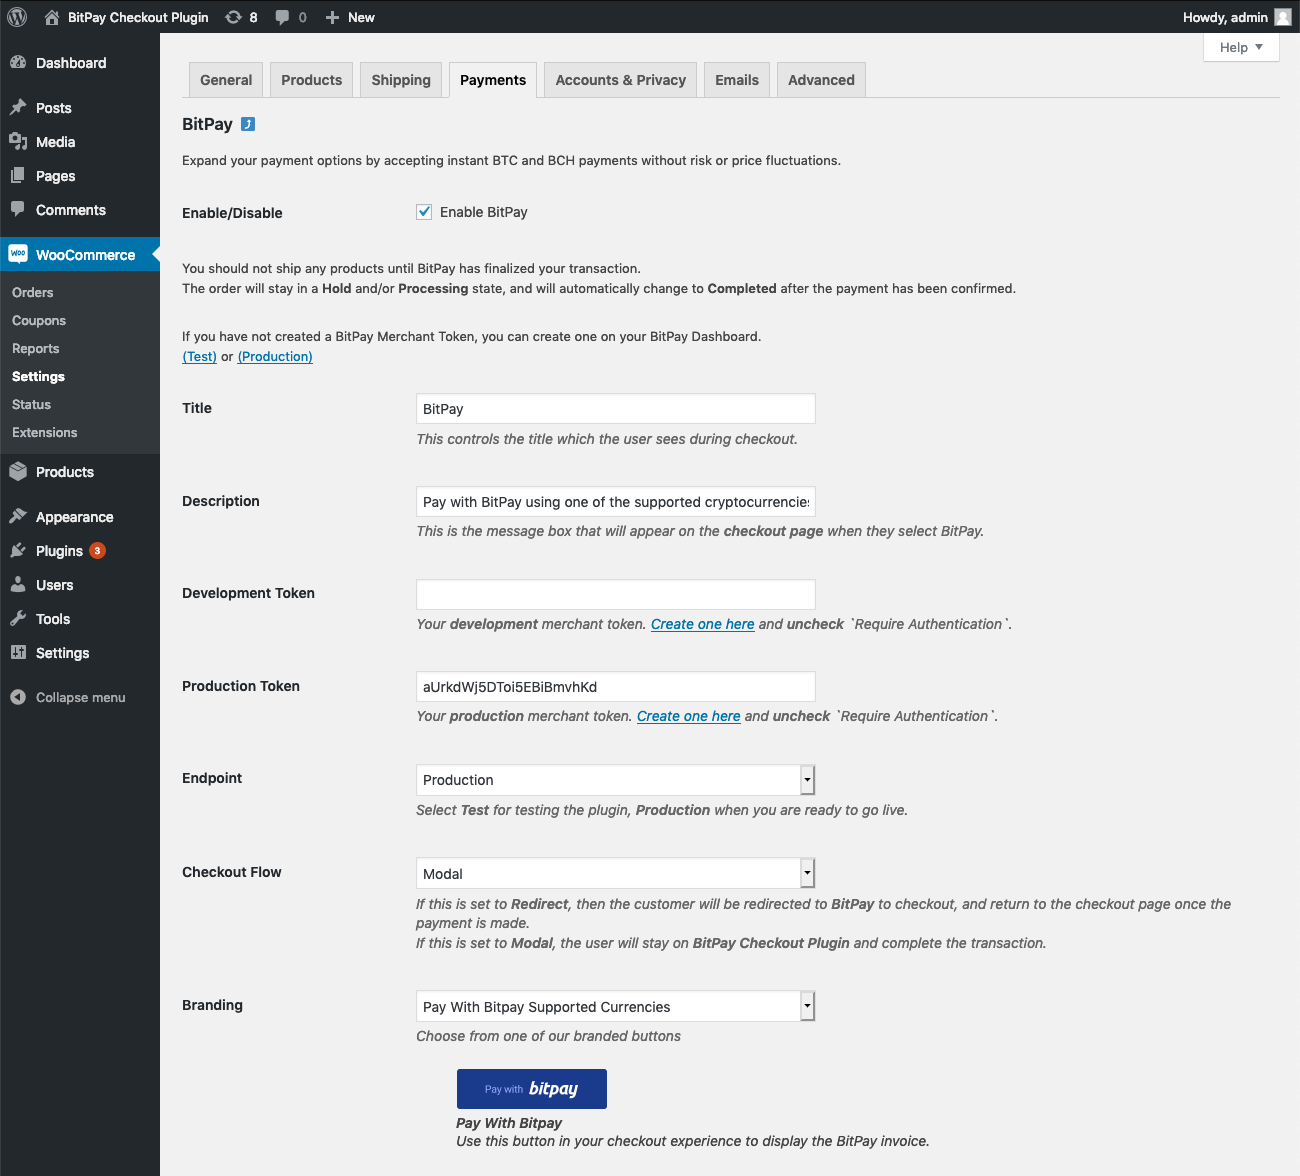 BitPay Checkout Plugin 8 0 New Howdy, admin
Help
Dashboard
Posts
Media
Pages
Comments
WooCommerce
Orders
Coupons
Reports
Settings
Status
Extensions
Products
Appearance
Plugins 3
Users
Tools
Settings
Collapse menu
General Products Shipping Payments Accounts & Privacy Emails Advanced
BitPay
Expand your payment options by accepting instant BTC and BCH payments without risk or price fluctuations.
Enable/Disable Enable BitPay
You should not ship any products until BitPay has finalized your transaction.
The order will stay in a Hold and/or Processing state, and will automatically change to Completed after the payment has been confirmed.
If you have not created a BitPay Merchant Token, you can create one on your BitPay Dashboard.
(Test) or (Production)
Title BitPay
This controls the title which the user sees during checkout.
Description Pay with BitPay using one of the supported cryptocurrencies
This is the message box that will appear on the checkout page when they select BitPay.
Development Token
Your development merchant token. Create one here and uncheck `Require Authentication`.
Production Token aUrkdWj5DToi5EBiBmvhKd
Your production merchant token. Create one here and uncheck `Require Authentication`.
Endpoint Production
Select Test for testing the plugin, Production when you are ready to go live.
Checkout Flow Modal
If this is set to Redirect, then the customer will be redirected to BitPay to checkout, and return to the checkout page once the
payment is made.
If this is set to Modal, the user will stay on BitPay Checkout Plugin and complete the transaction.
Branding Pay With Bitpay Supported Currencies
Choose from one of our branded buttons
Pay with bitpay
Pay With Bitpay
Use this button in your checkout experience to display the BitPay invoice.